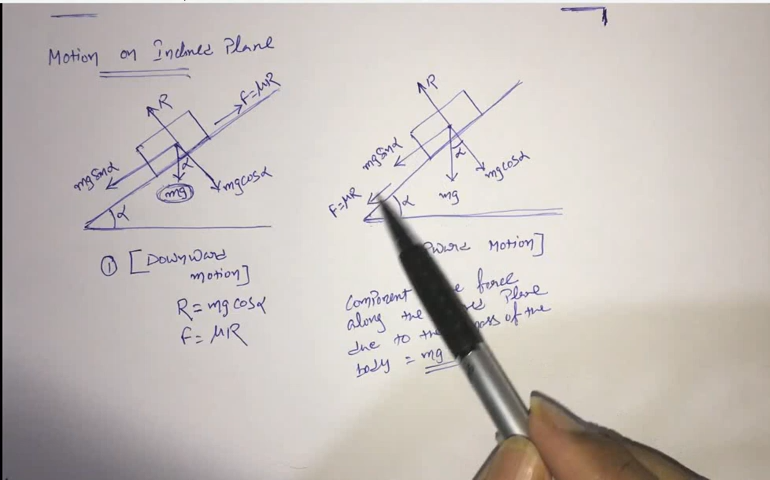 Motion on Inclined Plane
R
F=μR
mg sinα
α
mg
mg cosα
α
① [Downward
motion]
R = mg cosα
F = μR
R
mg sinα
α
mg cosα
mg
F=μR
α
ward Motion]
Component force
along the Plane
due to the of the
body = mg